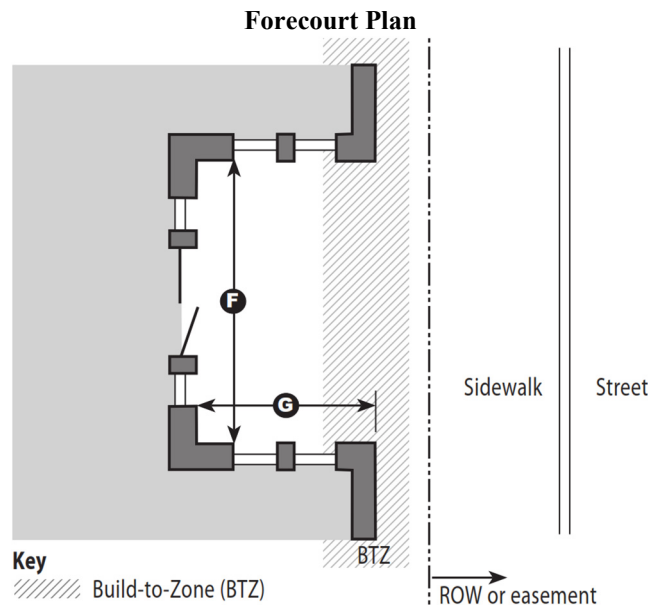 Forecourt Plan
F
Sidewalk
Street
G
Key
BTZ
Build-to-Zone (BTZ)
ROW or easement